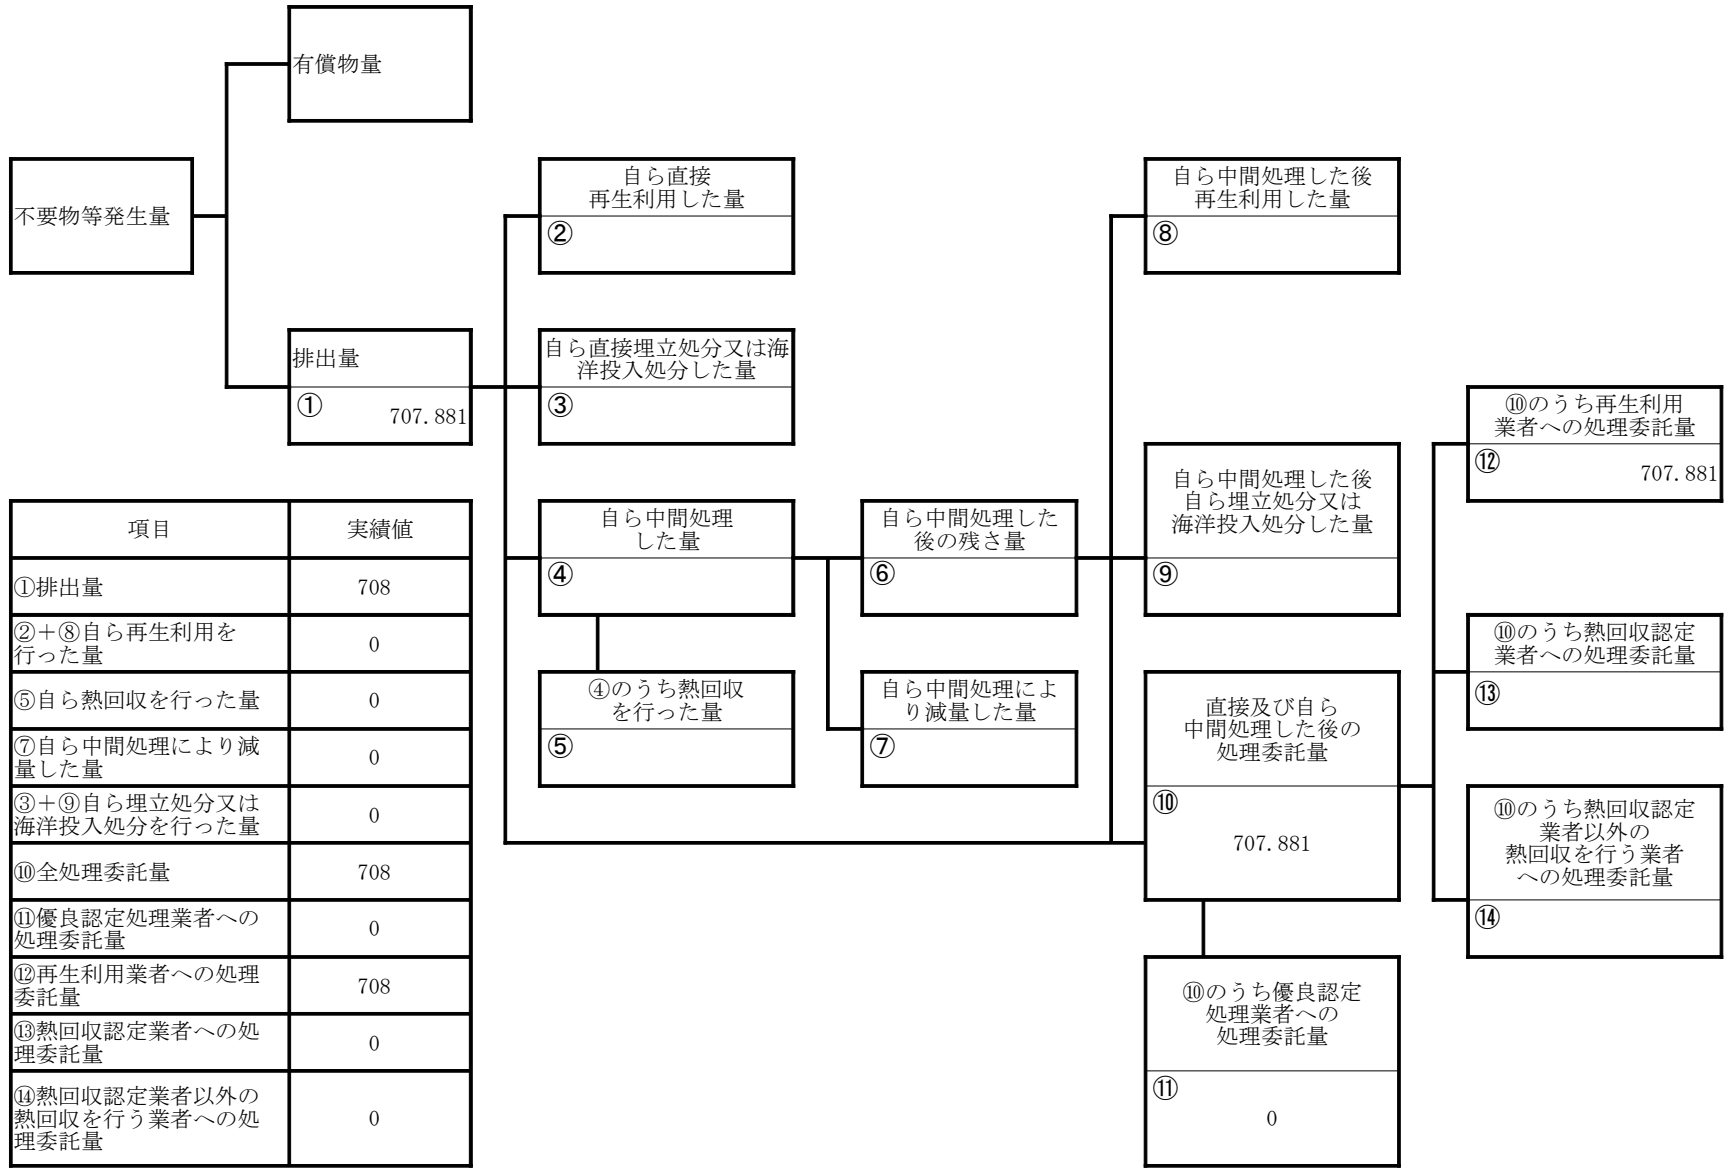 有償物量
不要物等発生量
排出量
①
707.881
自ら直接
再生利用した量
②
自ら直接埋立処分又は海
洋投入処分した量
③
自ら中間処理
した量
④
④のうち熱回収
を行った量
⑤
自ら中間処理した
後の残さ量
⑥
自ら中間処理によ
り減量した量
⑦
自ら中間処理した後
再生利用した量
⑧
自ら中間処理した後
自ら埋立処分又は
海洋投入処分した量
⑨
直接及び自ら
中間処理した後の
処理委託量
⑩
707.881
⑩のうち優良認定
処理業者への
処理委託量
⑪
0
⑩のうち再生利用
業者への処理委託量
⑫
707.881
⑩のうち熱回収認定
業者への処理委託量
⑬
⑩のうち熱回収認定
業者以外の
熱回収を行う業者
への処理委託量
⑭
項目 実績値
①排出量 708
②+⑧自ら再生利用を
行った量 0
⑤自ら熱回収を行った量 0
⑦自ら中間処理により減
量した量 0
③+⑨自ら埋立処分又は
海洋投入処分を行った量 0
⑩全処理委託量 708
⑪優良認定処理業者への
処理委託量 0
⑫再生利用業者への処理
委託量 708
⑬熱回収認定業者への処
理委託量 0
⑭熱回収認定業者以外の
熱回収を行う業者への処
理委託量 0